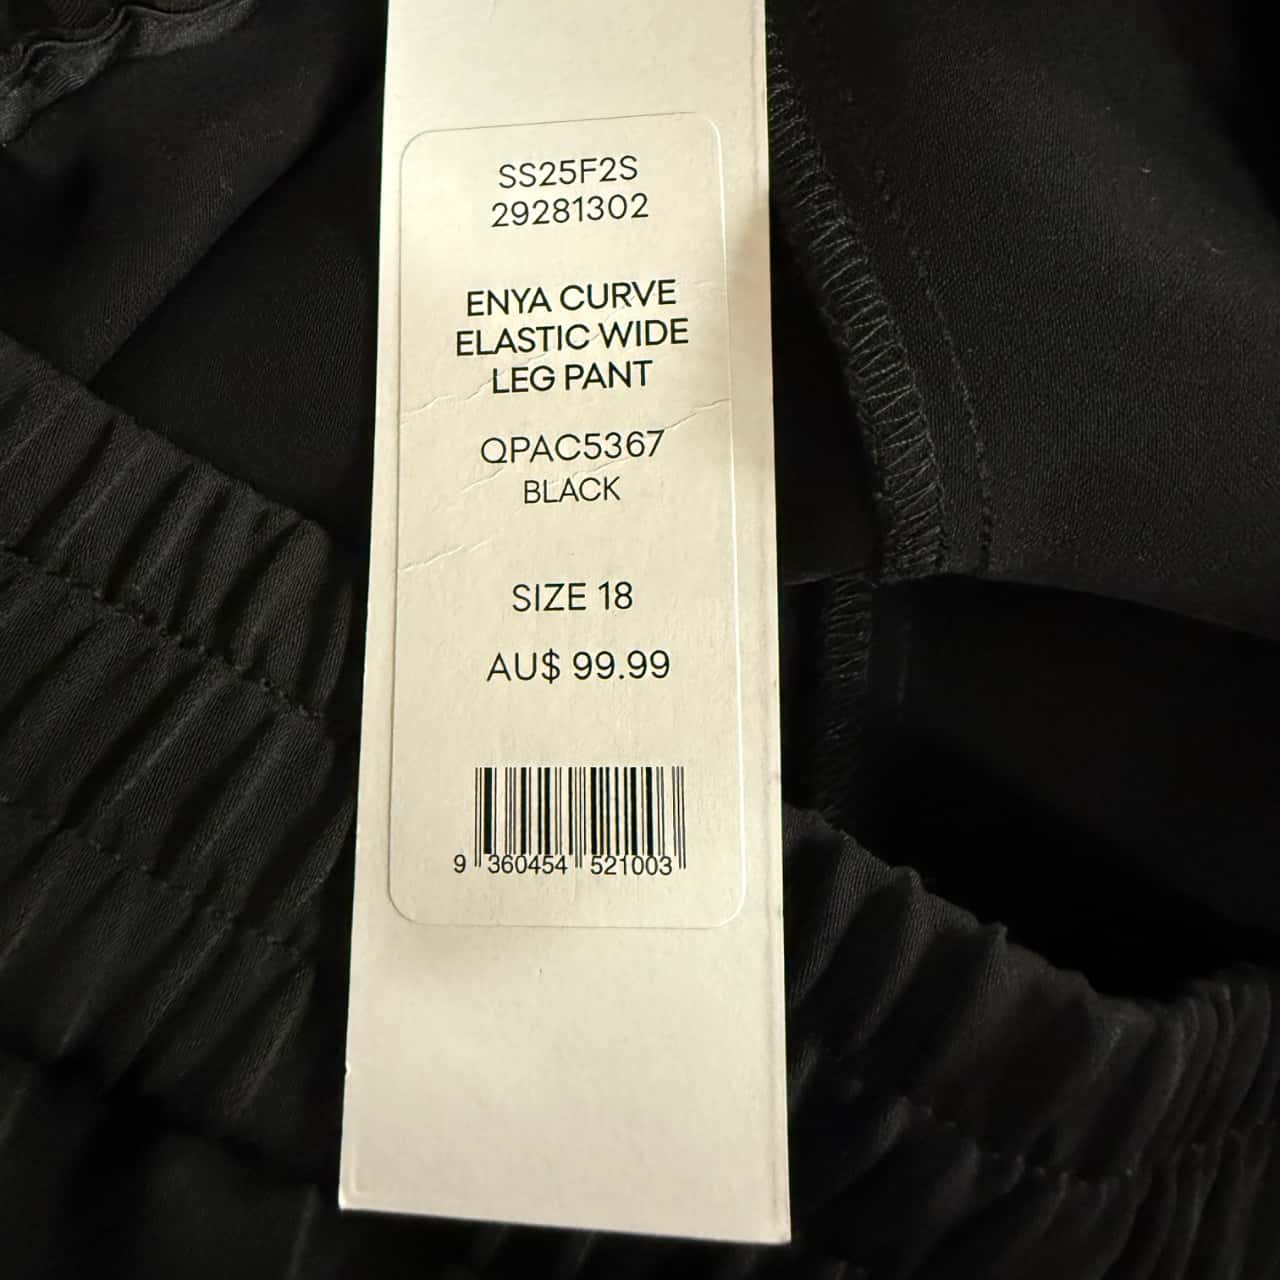 SS25F2S
29281302
ENYA CURVE
ELASTIC WIDE
LEG PANT
QPAC5367
BLACK
SIZE 18
AU$ 99.99
9 360454 521003